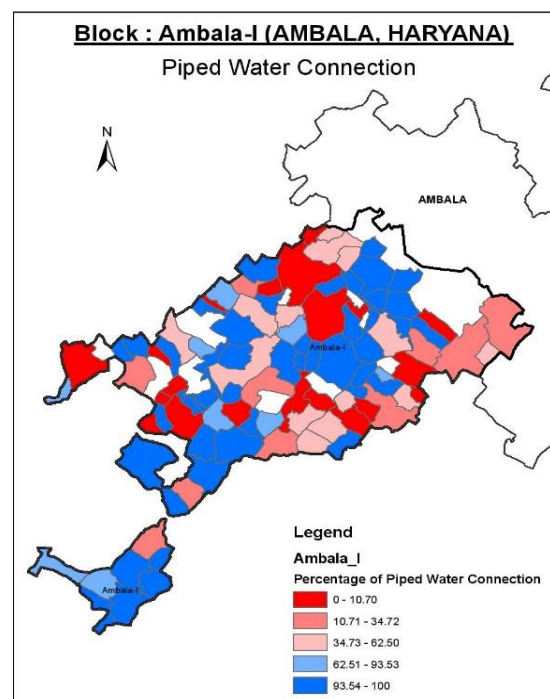 Block : Ambala-I (AMBALA, HARYANA)
Piped Water Connection
N
AMBALA
Ambala-I
Ambala-I
Legend
Ambala_I
Percentage of Piped Water Connection
0 - 10.70
10.71 - 34.72
34.73 - 62.50
62.51 - 93.53
93.54 - 100